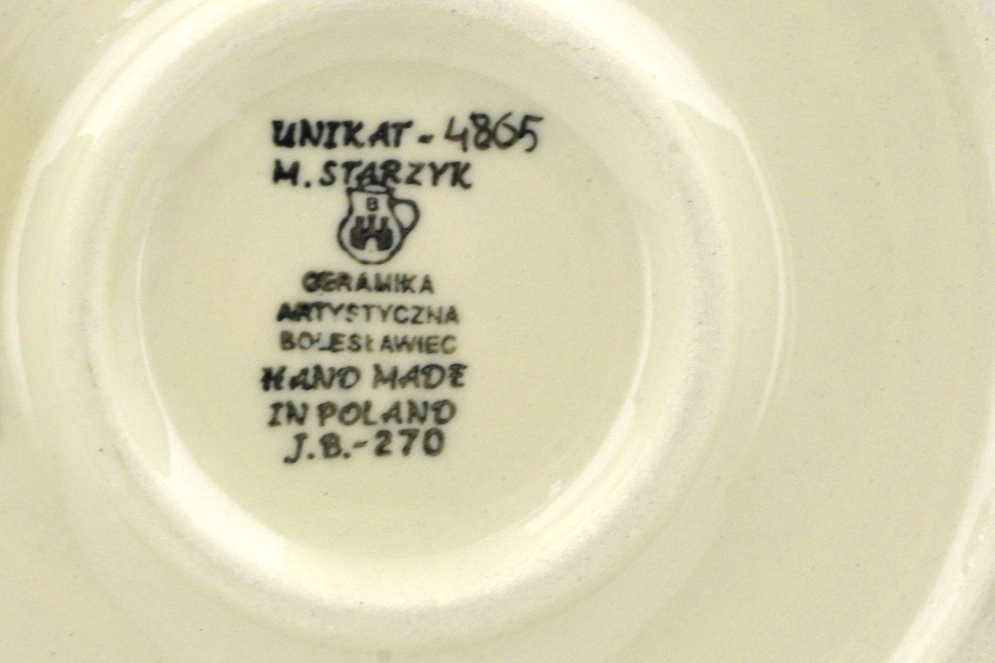 UNIKAT - 4865
M. STARZYK
B
CERAMIKA
ARTYSTYCZNA
BOLESŁAWIEC
HAND MADE
IN POLAND
J.B.-270